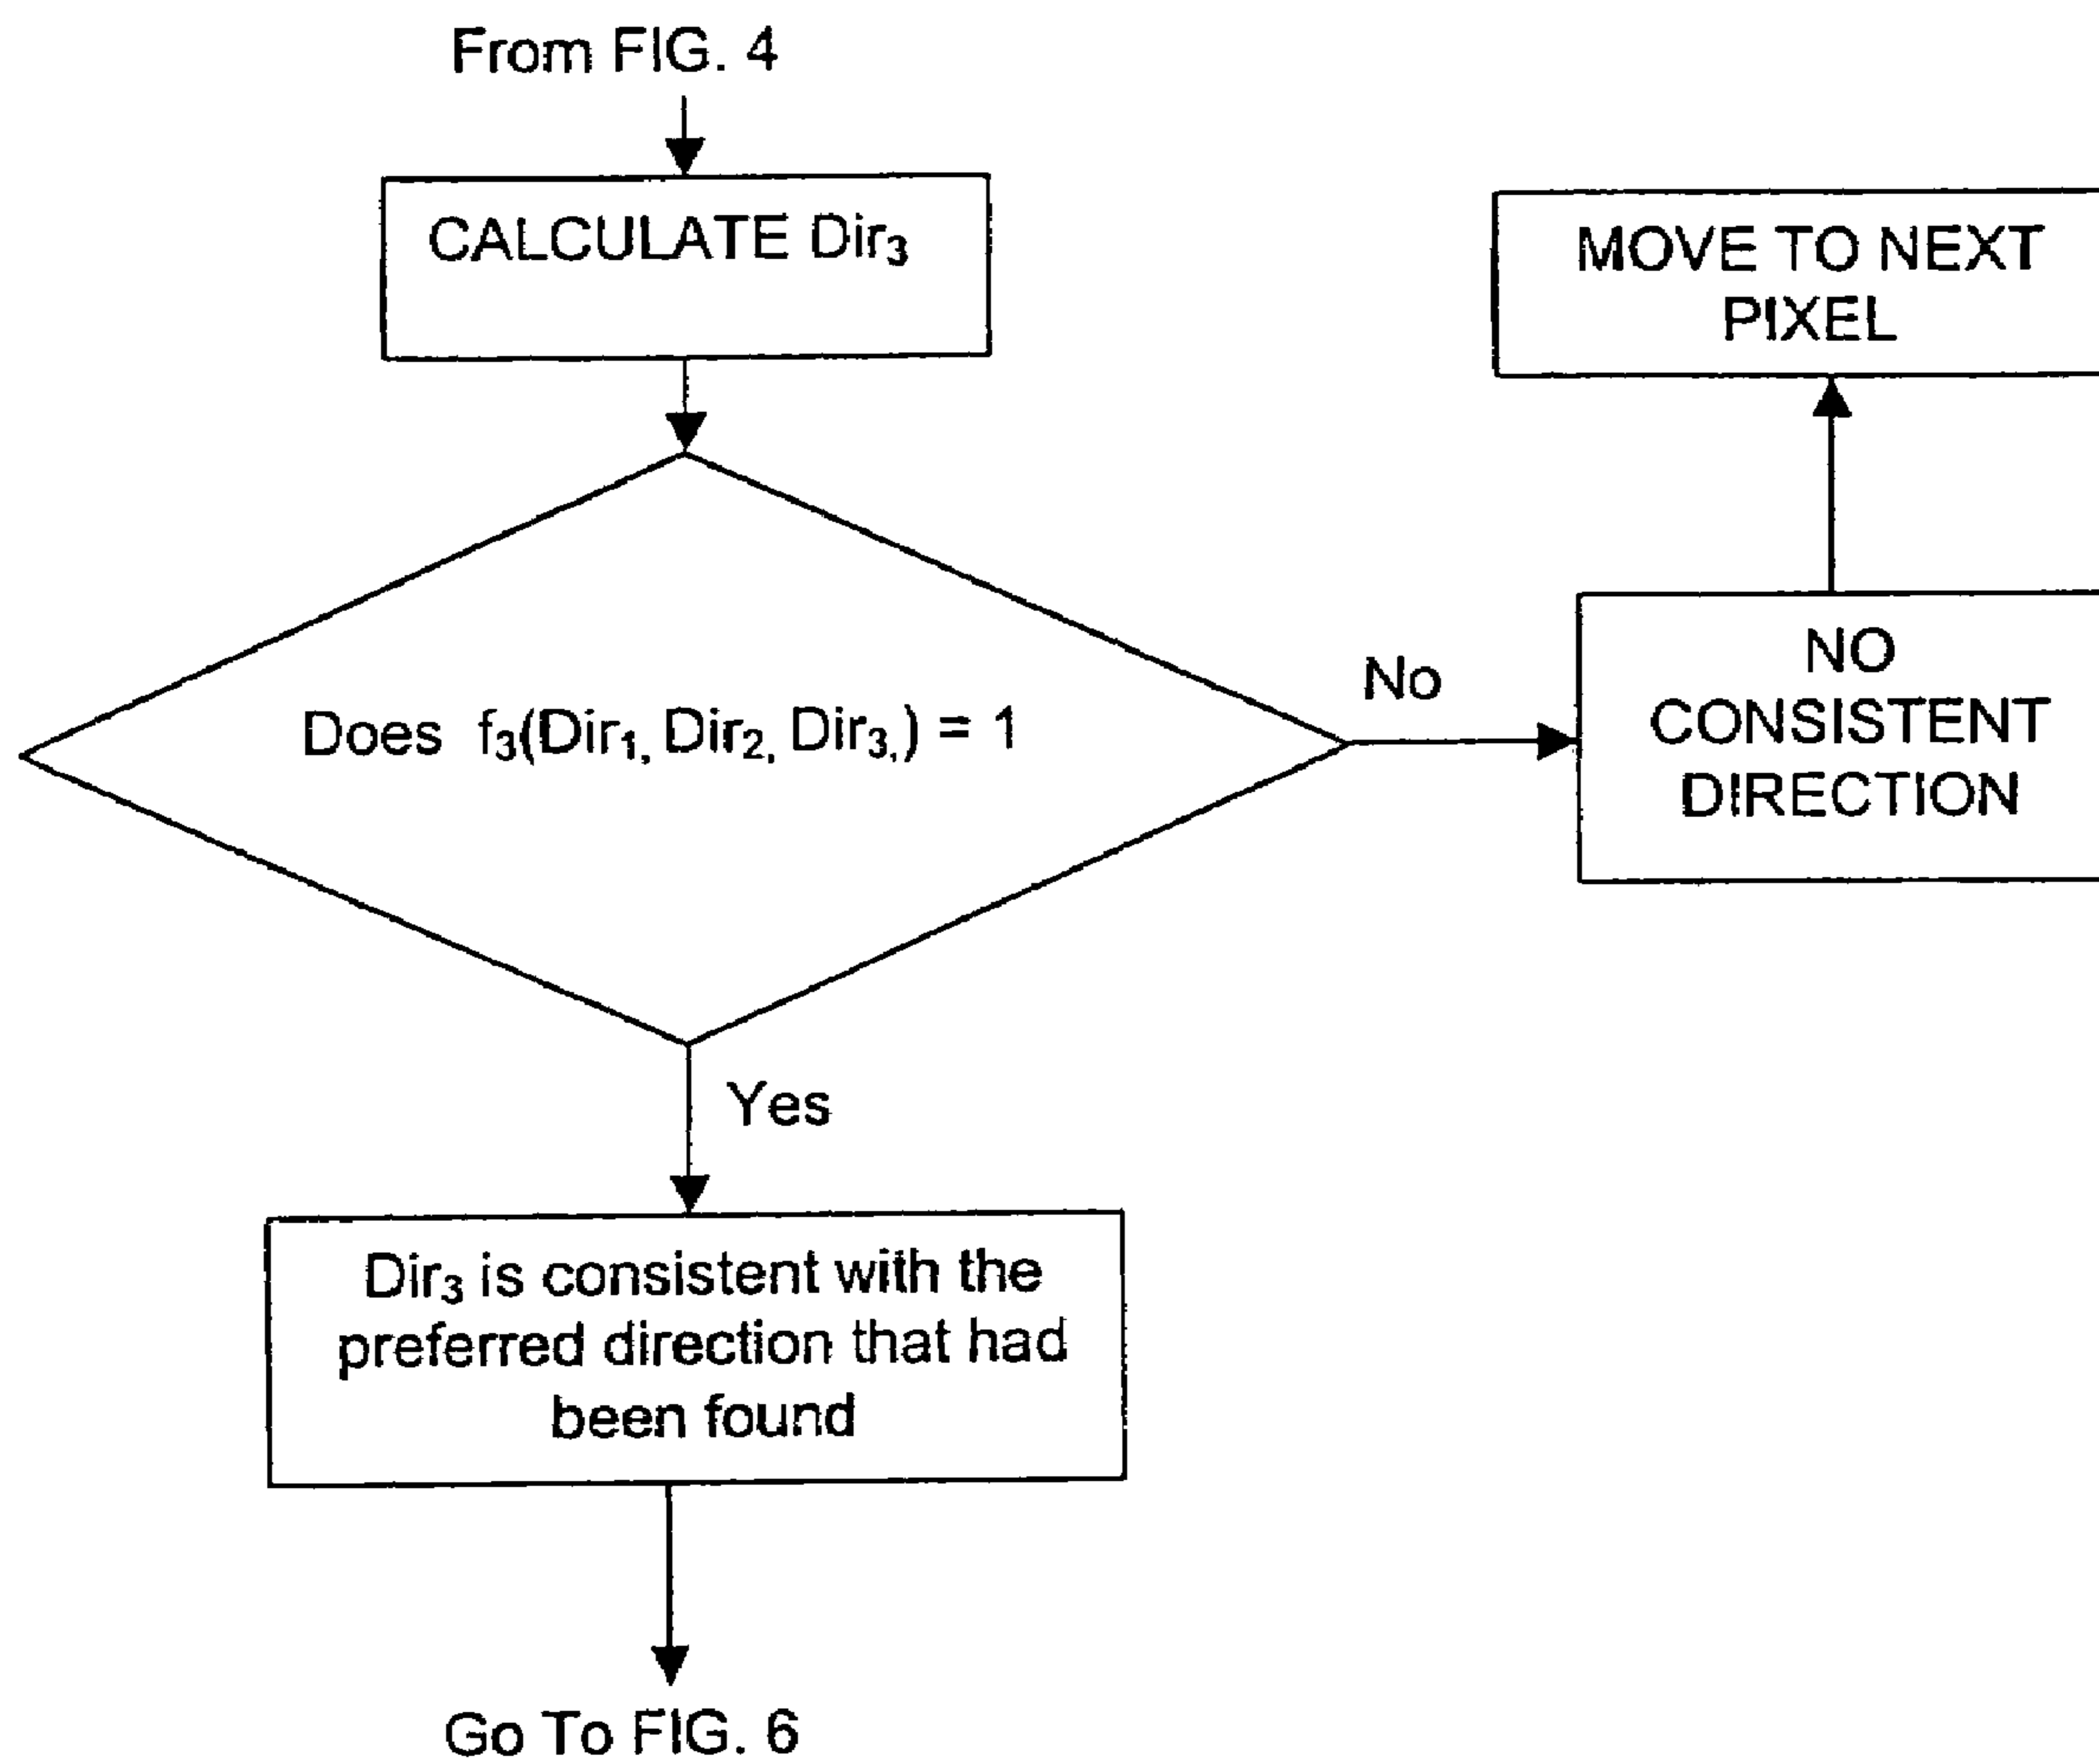 From FIG. 4
CALCULATE Dir₃
MOVE TO NEXT
PIXEL
Does f₃(Dir₁, Dir₂, Dir₃,) = 1
No
NO
CONSISTENT
DIRECTION
Yes
Dir₃ is consistent with the
preferred direction that had
been found
Go To FIG. 6